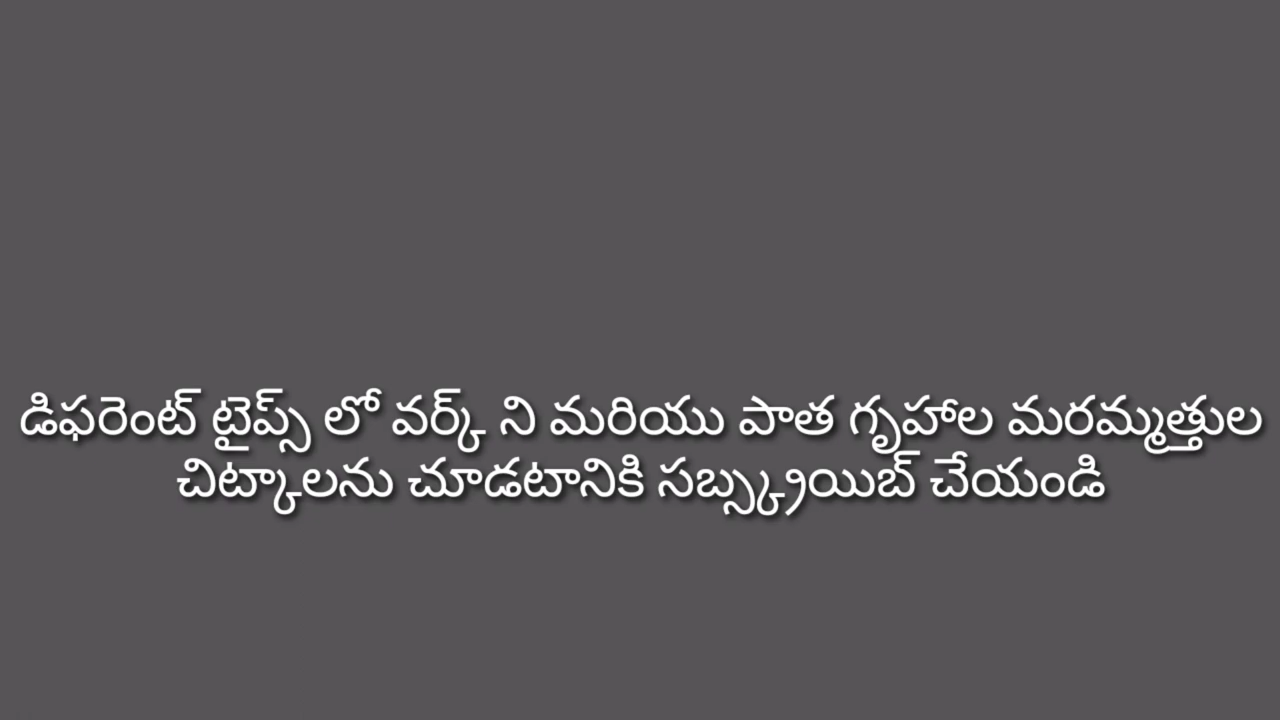 డిఫరెంట్ టైప్స్ లో వర్క్ ని మరియు పాత గృహాల మరమ్మత్తుల
చిట్కాలను చూడటానికి సబ్స్క్రయిబ్ చేయండి